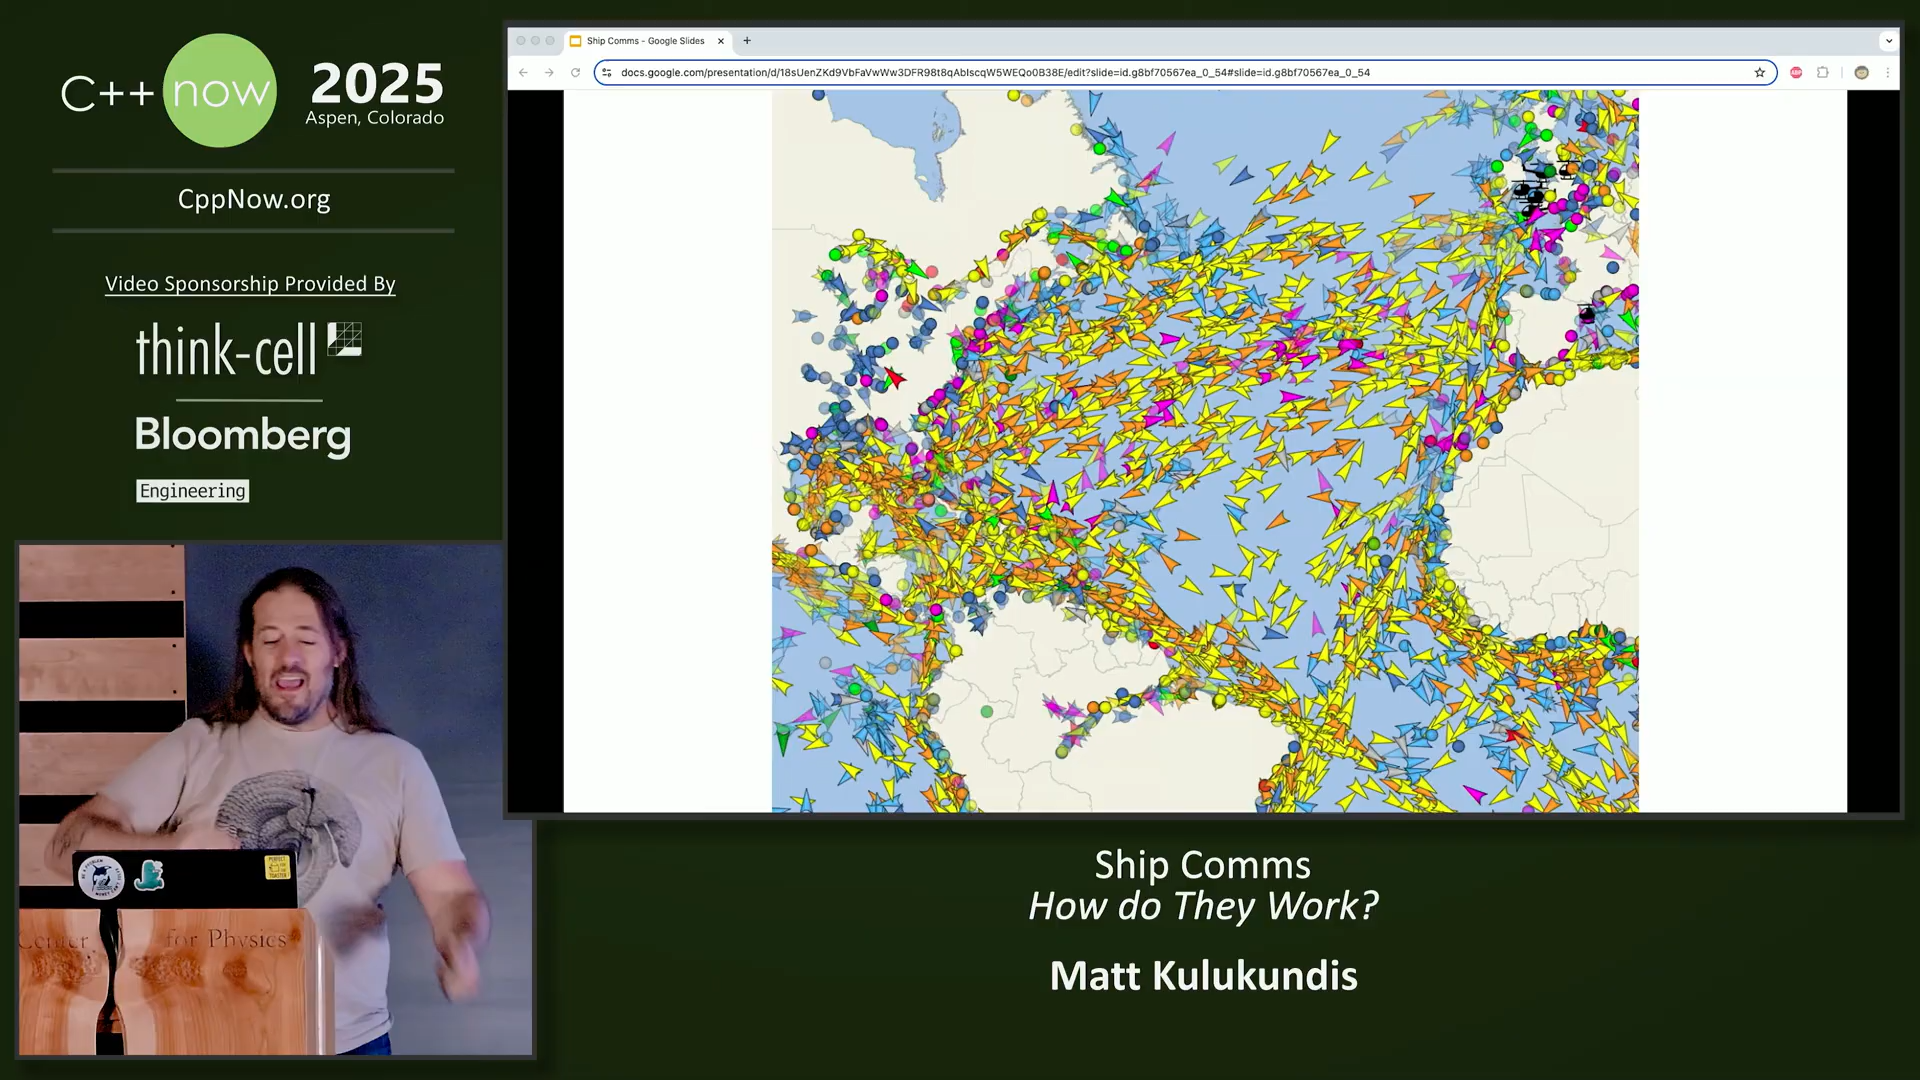 C++ now
2025
Aspen, Colorado
CppNow.org
Video Sponsorship Provided By
think-cell
Bloomberg
Engineering
Ship Comms - Google Slides
docs.google.com/presentation/d/18sUenZKd9VbFaVwWw3DFR98t8qAbIscqW5WEQo0B38E/edit?slide=id.g8bf70567ea_0_54#slide=id.g8bf70567ea_0_54
Center for Physics
Ship Comms
How do They Work?
Matt Kulukundis